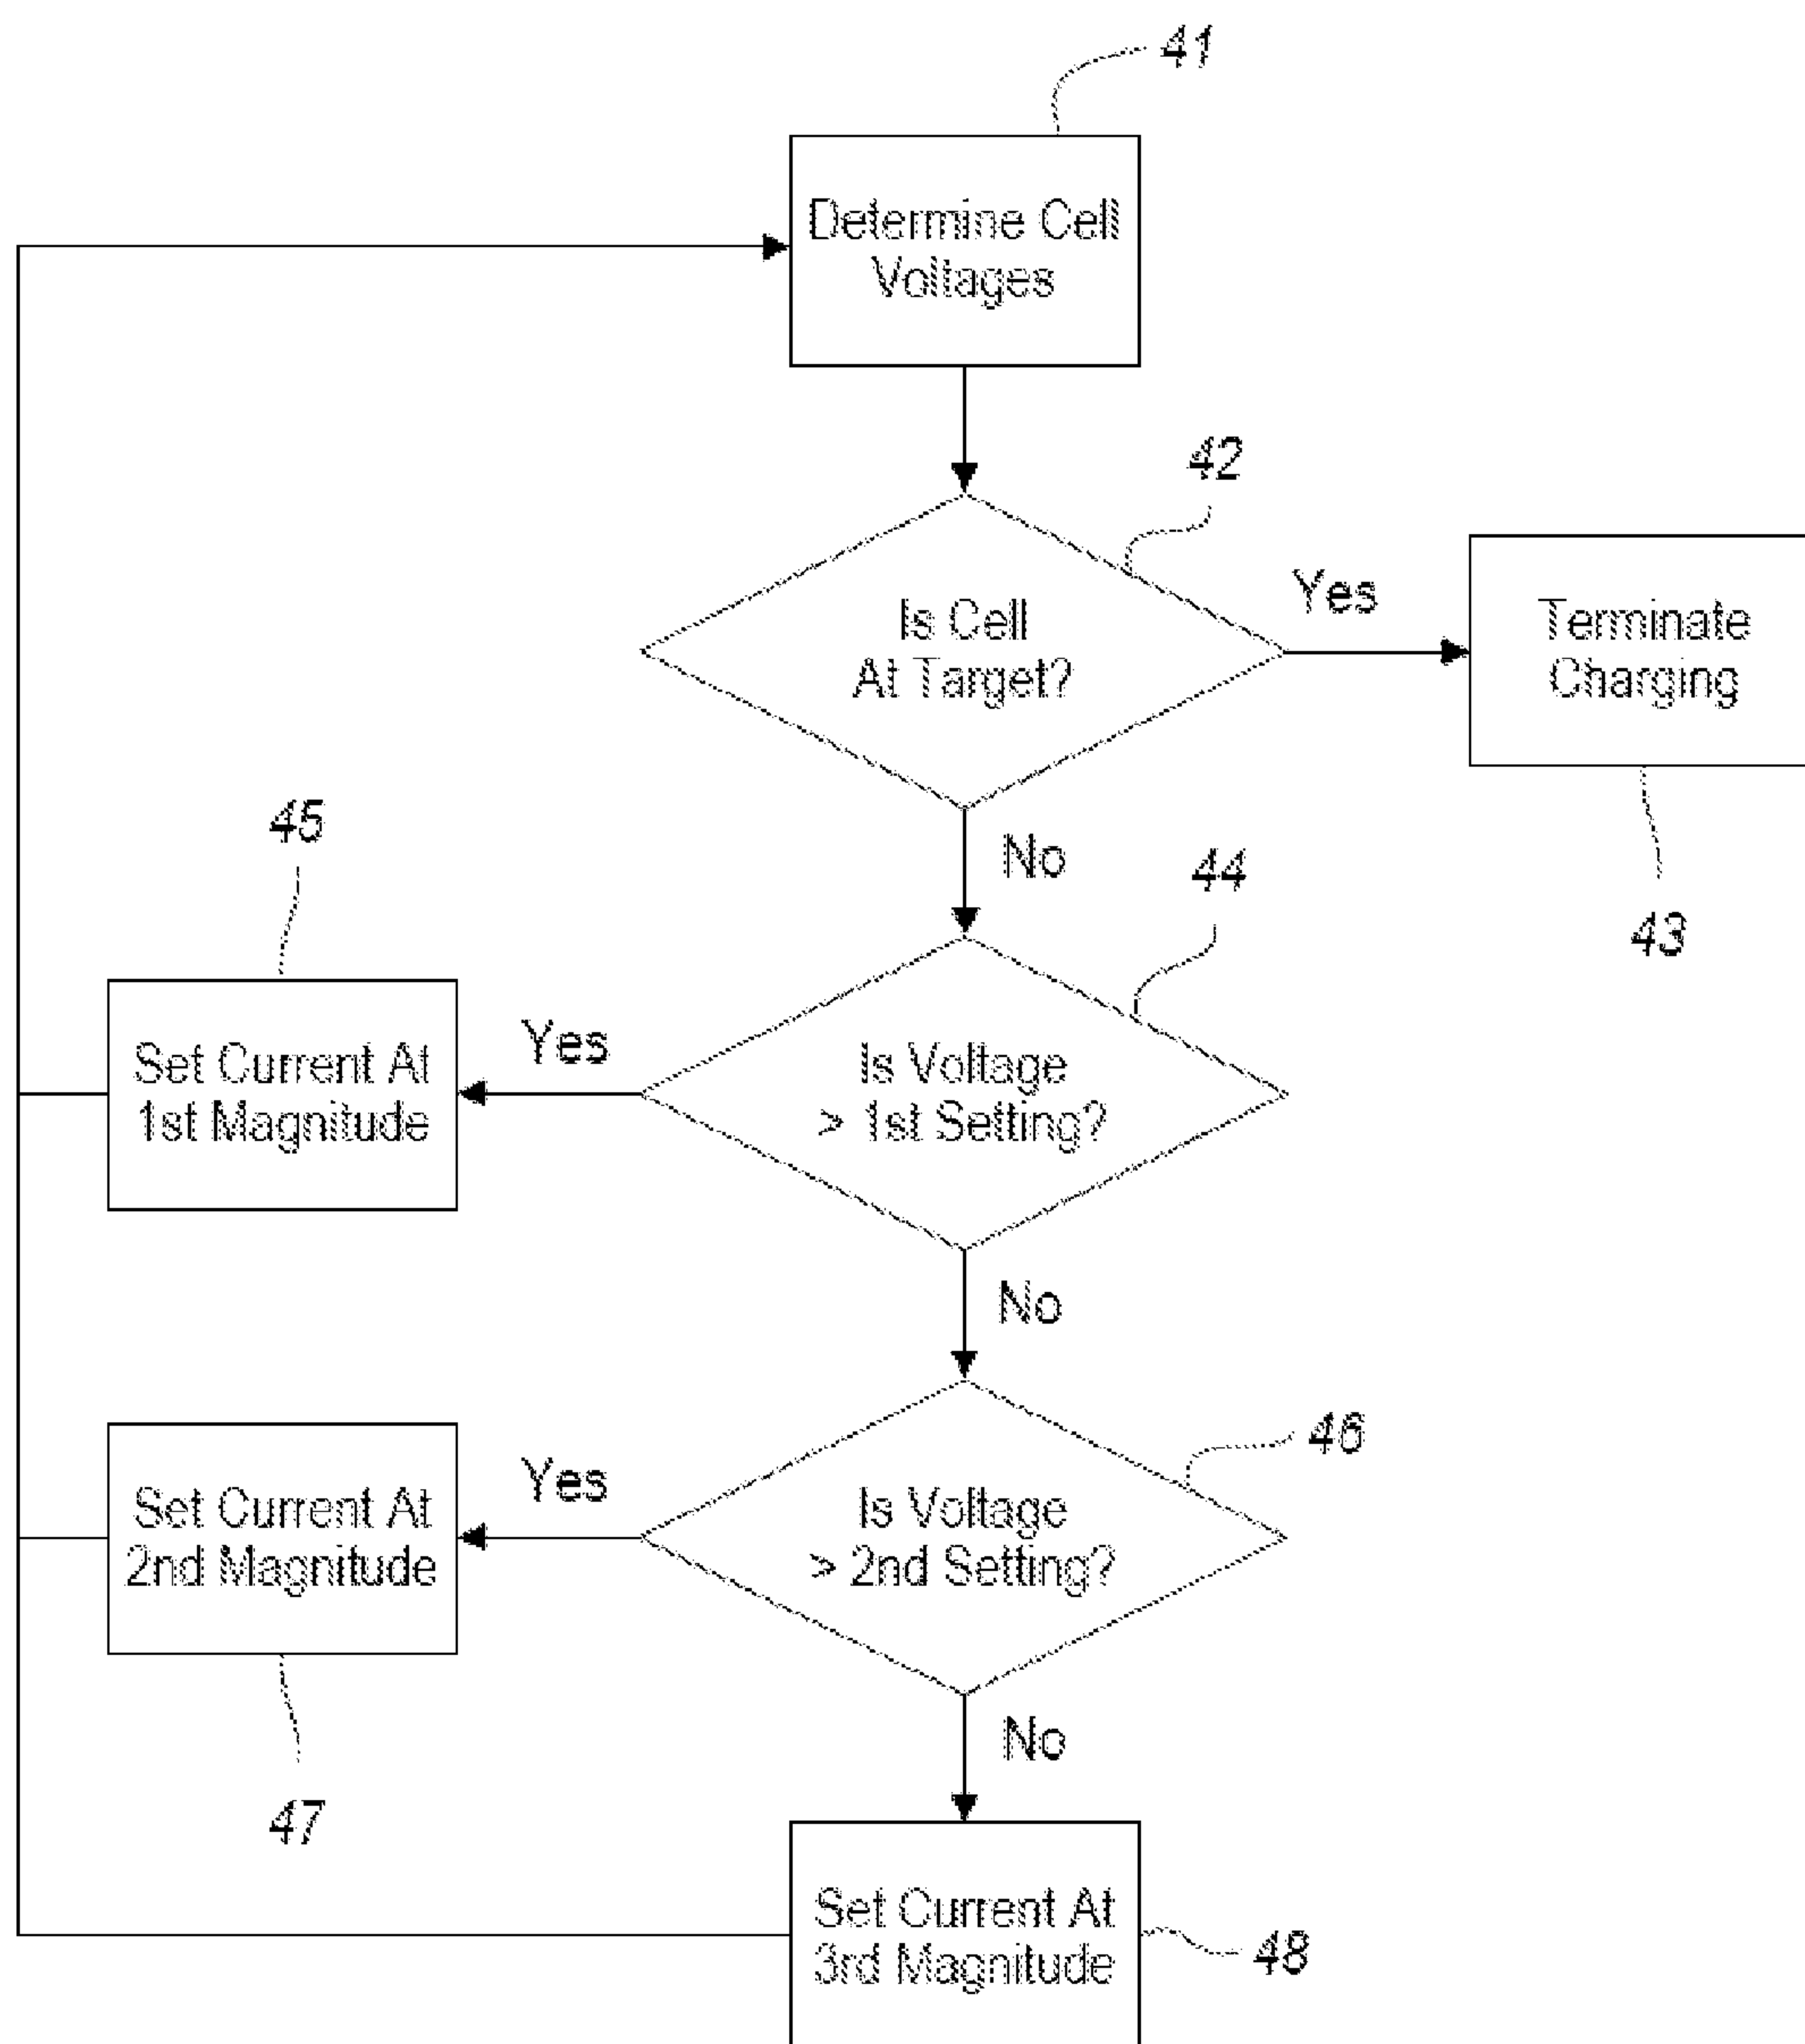 41
Determine Cell
Voltages
42
Is Cell
At Target?
Yes
Terminate
Charging
43
No
44
45
Is Voltage
> 1st Setting?
Yes
Set Current At
1st Magnitude
No
46
Is Voltage
> 2nd Setting?
Yes
Set Current At
2nd Magnitude
47
No
Set Current At
3rd Magnitude
48